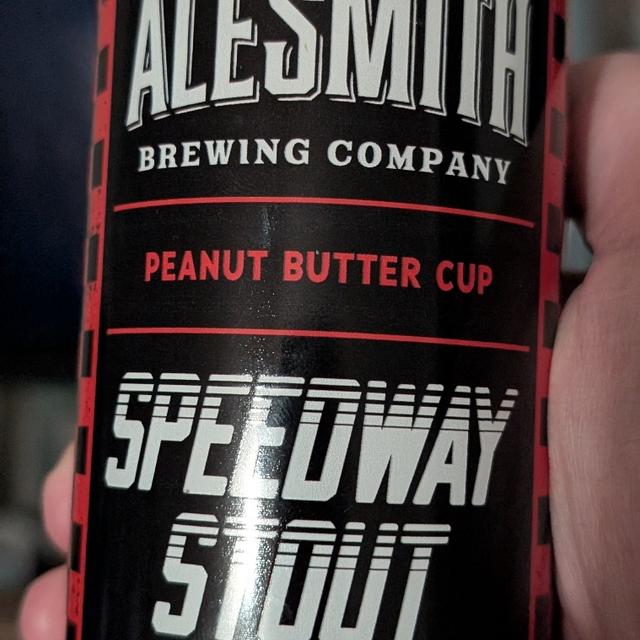 ALESMITH
BREWING COMPANY
PEANUT BUTTER CUP
SPEEDWAY
STOUT